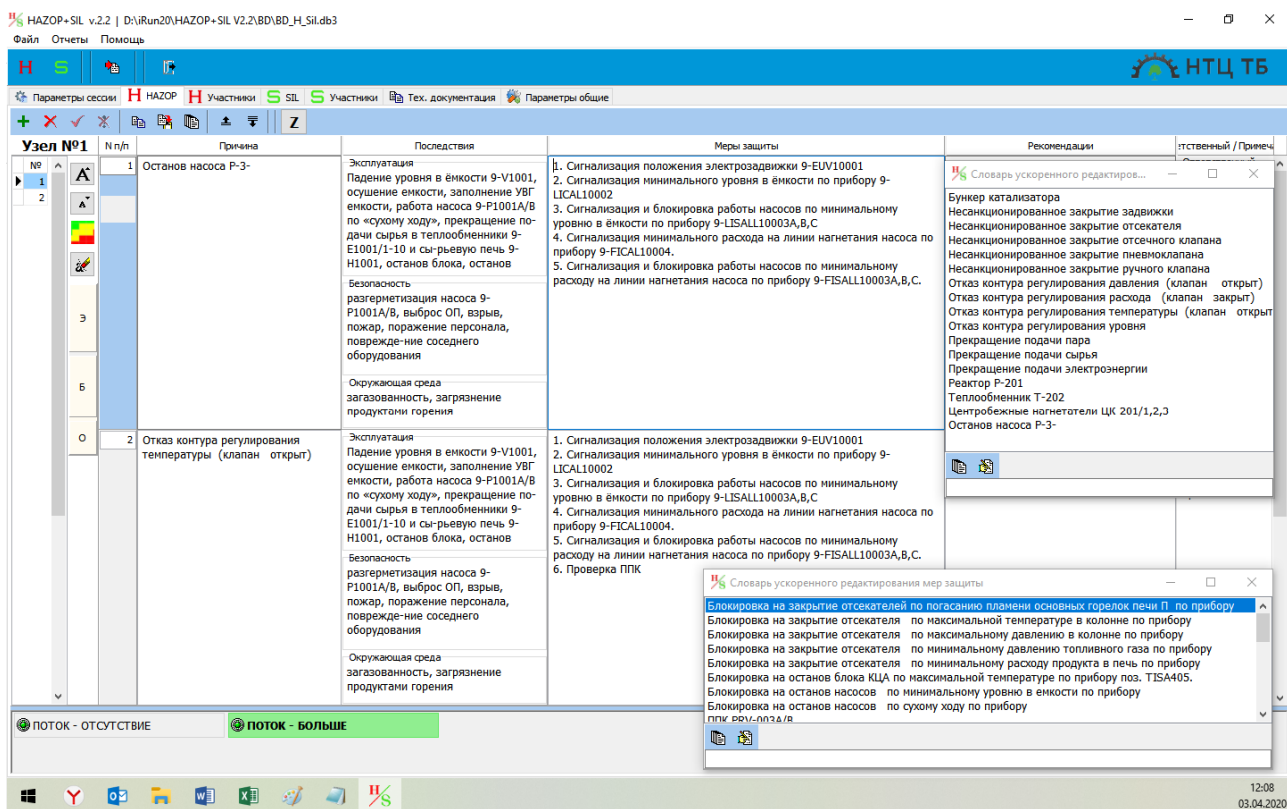 HAZOP+SIL v.2.2 | D:\iRun20\HAZOP+SIL V2.2\BD\BD_H_Sil.db3
Файл Отчеты Помощь
H S НТЦ ТБ
Параметры сессии H HAZOP H Участники S SIL S Участники Тех. документация Параметры общие
Z
Узел №1 N п/п Причина Последствия Меры защиты Рекомендации тственный / Примеча
№
1
2
A
A
Э
Б
О
1 Останов насоса Р-3-
Эксплуатация
Падение уровня в ёмкости 9-V1001,
осушение емкости, заполнение УВГ
емкости, работа насоса 9-P1001A/B
по «сухому ходу», прекращение по-
дачи сырья в теплообменники 9-
E1001/1-10 и сы-рьевую печь 9-
H1001, останов блока, останов
Безопасность
разгерметизация насоса 9-
P1001A/B, выброс ОП, взрыв,
пожар, поражение персонала,
поврежде-ние соседнего
оборудования
Окружающая среда
загазованность, загрязнение
продуктами горения
1. Сигнализация положения электрозадвижки 9-EUV10001
2. Сигнализация минимального уровня в ёмкости по прибору 9-
LICAL10002
3. Сигнализация и блокировка работы насосов по минимальному
уровню в ёмкости по прибору 9-LISALL10003A,B,C
4. Сигнализация минимального расхода на линии нагнетания насоса по
прибору 9-FICAL10004.
5. Сигнализация и блокировка работы насосов по минимальному
расходу на линии нагнетания насоса по прибору 9-FISALL10003A,B,C.
2 Отказ контура регулирования
температуры (клапан открыт)
Эксплуатация
Падение уровня в емкости 9-V1001,
осушение емкости, заполнение УВГ
емкости, работа насоса 9-P1001A/B
по «сухому ходу», прекращение по-
дачи сырья в теплообменники 9-
E1001/1-10 и сы-рьевую печь 9-
H1001, останов блока, останов
Безопасность
разгерметизация насоса 9-
P1001A/B, выброс ОП, взрыв,
пожар, поражение персонала,
поврежде-ние соседнего
оборудования
Окружающая среда
загазованность, загрязнение
продуктами горения
1. Сигнализация положения электрозадвижки 9-EUV10001
2. Сигнализация минимального уровня в ёмкости по прибору 9-
LICAL10002
3. Сигнализация и блокировка работы насосов по минимальному
уровню в ёмкости по прибору 9-LISALL10003A,B,C
4. Сигнализация минимального расхода на линии нагнетания насоса по
прибору 9-FICAL10004.
5. Сигнализация и блокировка работы насосов по минимальному
расходу на линии нагнетания насоса по прибору 9-FISALL10003A,B,C.
6. Проверка ППК
H/S Словарь ускоренного редактиров...
Бункер катализатора
Несанкционированное закрытие задвижки
Несанкционированное закрытие отсекателя
Несанкционированное закрытие отсечного клапана
Несанкционированное закрытие пневмоклапана
Несанкционированное закрытие ручного клапана
Отказ контура регулирования давления (клапан открыт)
Отказ контура регулирования расхода (клапан закрыт)
Отказ контура регулирования температуры (клапан открыт
Отказ контура регулирования уровня
Прекращение подачи пара
Прекращение подачи сырья
Прекращение подачи электроэнергии
Реактор Р-201
Теплообменник Т-202
Центробежные нагнетатели ЦК 201/1,2,3
Останов насоса Р-3-
H/S Словарь ускоренного редактирования мер защиты
Блокировка на закрытие отсекателей по погасанию пламени основных горелок печи П по прибору
Блокировка на закрытие отсекателя по максимальной температуре в колонне по прибору
Блокировка на закрытие отсекателя по максимальному давлению в колонне по прибору
Блокировка на закрытие отсекателя по минимальному давлению топливного газа по прибору
Блокировка на закрытие отсекателя по минимальному расходу продукта в печь по прибору
Блокировка на останов блока КЦА по максимальной температуре по прибору поз. TISA405.
Блокировка на останов насосов по минимальному уровню в емкости по прибору
Блокировка на останов насосов по сухому ходу по прибору
ППК PRV-003A/B
ПОТОК - ОТСУТСТВИЕ ПОТОК - БОЛЬШЕ
12:08
03.04.2020